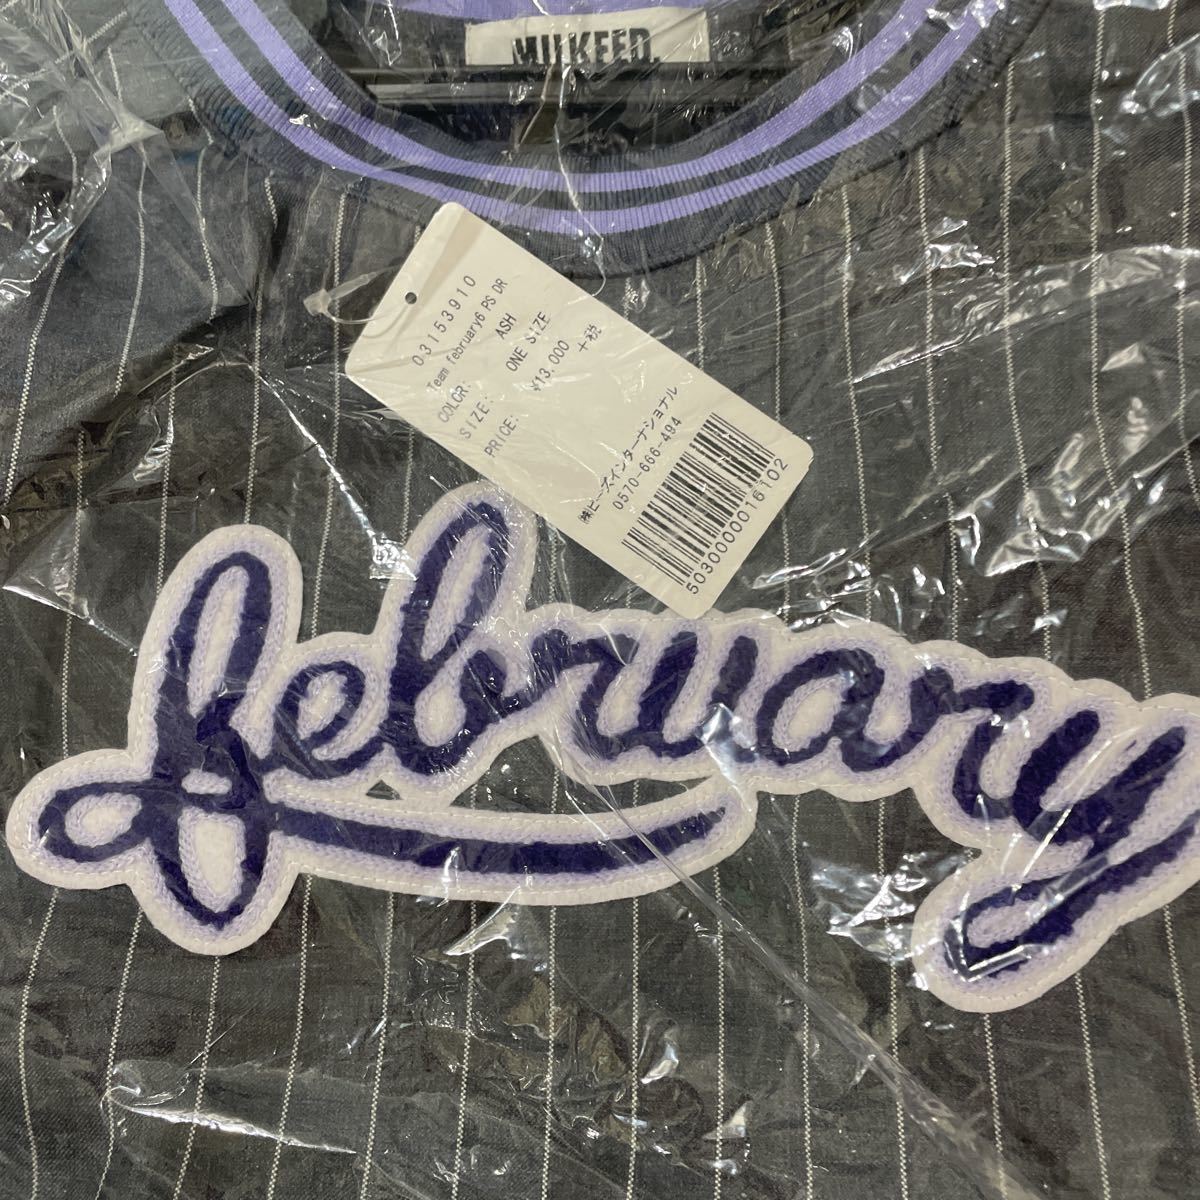 MILKFED.
03153910
Team february6 PS DR
COLOR: ASH
SIZE: ONE SIZE
PRICE: ¥13.000
+税
㈱ビーズインターナショナル
0570-666-494
5030000016102
february